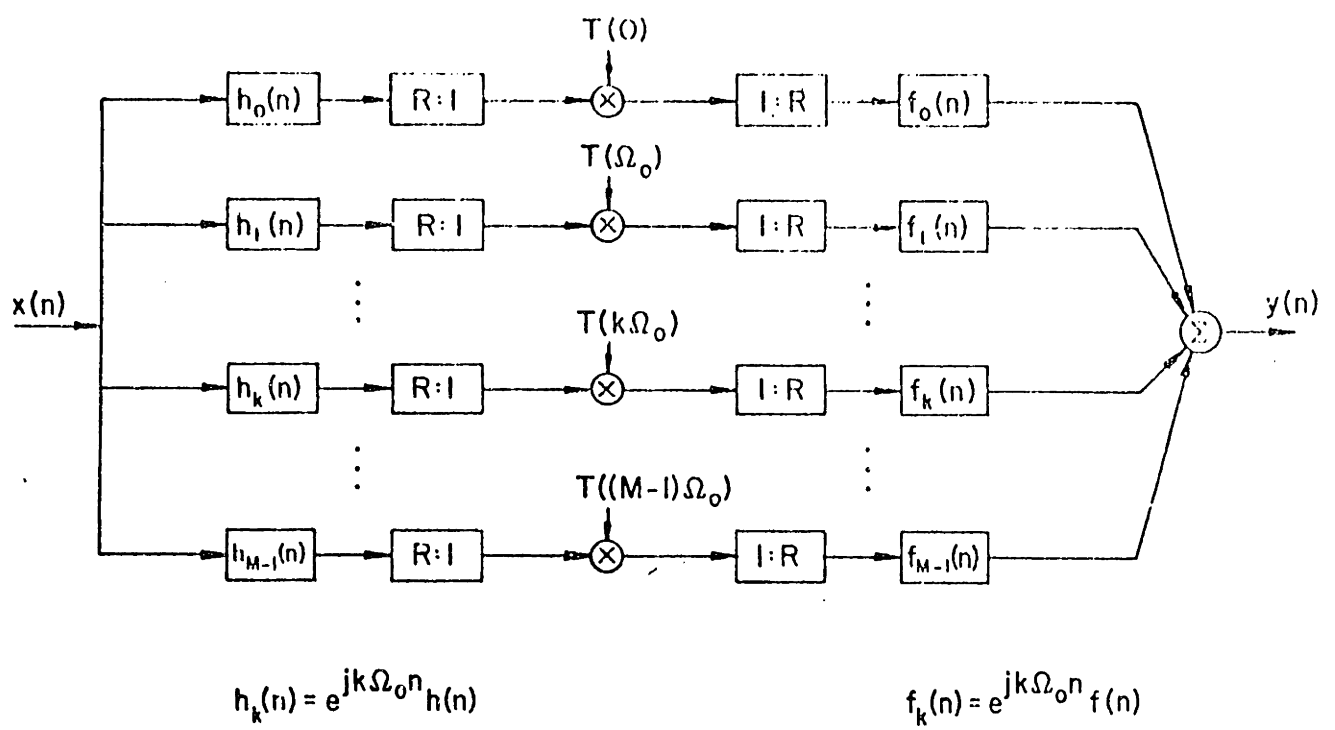 T(0)
h₀(n) R:1 × 1:R f₀(n)
T(Ω₀)
h₁(n) R:1 × 1:R f₁(n)
x(n) y(n)
Σ
T(kΩ₀)
hₖ(n) R:1 × 1:R fₖ(n)
T((M-1)Ω₀)
h_{M-1}(n) R:1 × 1:R f_{M-1}(n)
hₖ(n) = e^{jkΩ₀n} h(n) fₖ(n) = e^{jkΩ₀n} f(n)